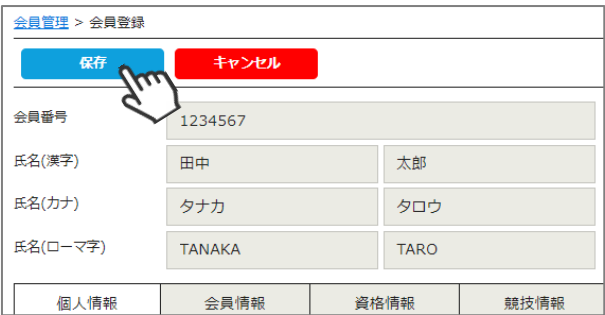 会員管理 > 会員登録
保存 キャンセル
会員番号 1234567
氏名(漢字) 田中 太郎
氏名(カナ) タナカ タロウ
氏名(ローマ字) TANAKA TARO
個人情報 会員情報 資格情報 競技情報